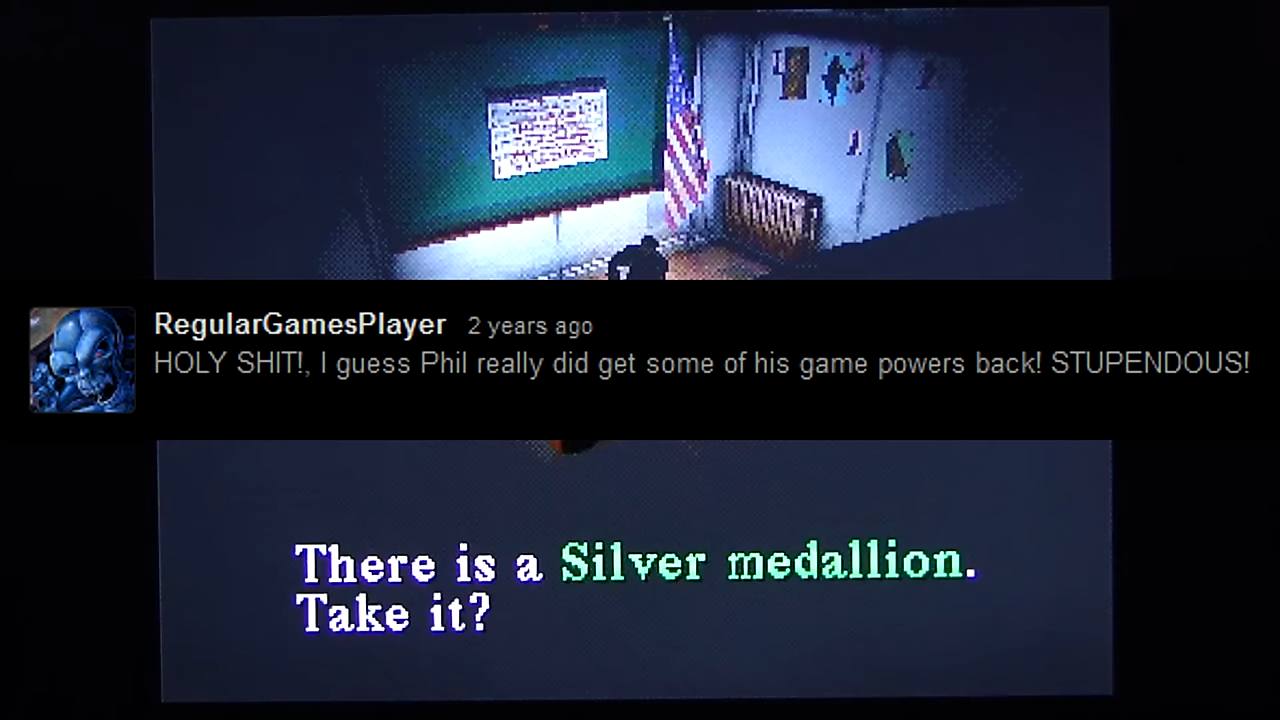 RegularGamesPlayer 2 years ago
HOLY SHIT!, I guess Phil really did get some of his game powers back! STUPENDOUS!
There is a Silver medallion.
Take it?